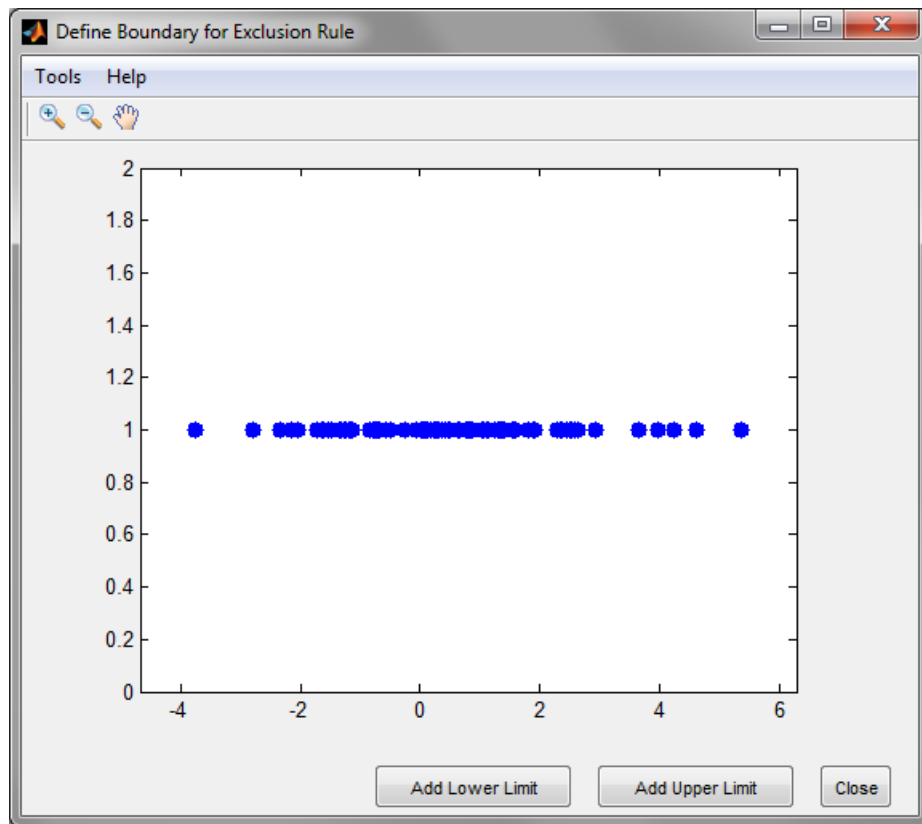 Define Boundary for Exclusion Rule
Tools Help
2
1.8
1.6
1.4
1.2
1
0.8
0.6
0.4
0.2
0
-4 -2 0 2 4 6
Add Lower Limit Add Upper Limit Close